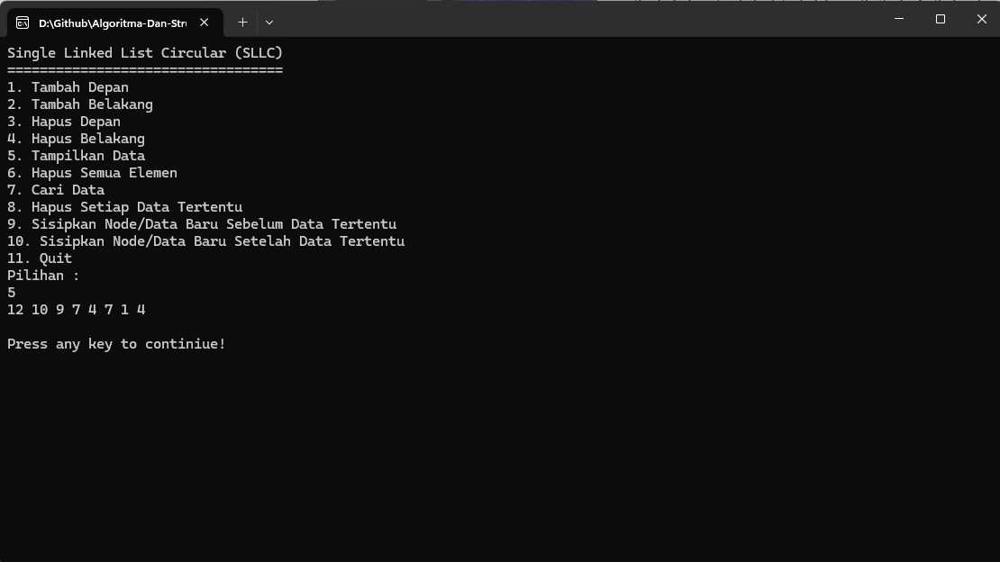 D:\Github\Algoritma-Dan-Str
Single Linked List Circular (SLLC)
==================================
1. Tambah Depan
2. Tambah Belakang
3. Hapus Depan
4. Hapus Belakang
5. Tampilkan Data
6. Hapus Semua Elemen
7. Cari Data
8. Hapus Setiap Data Tertentu
9. Sisipkan Node/Data Baru Sebelum Data Tertentu
10. Sisipkan Node/Data Baru Setelah Data Tertentu
11. Quit
Pilihan :
5
12 10 9 7 4 7 1 4
Press any key to continiue!